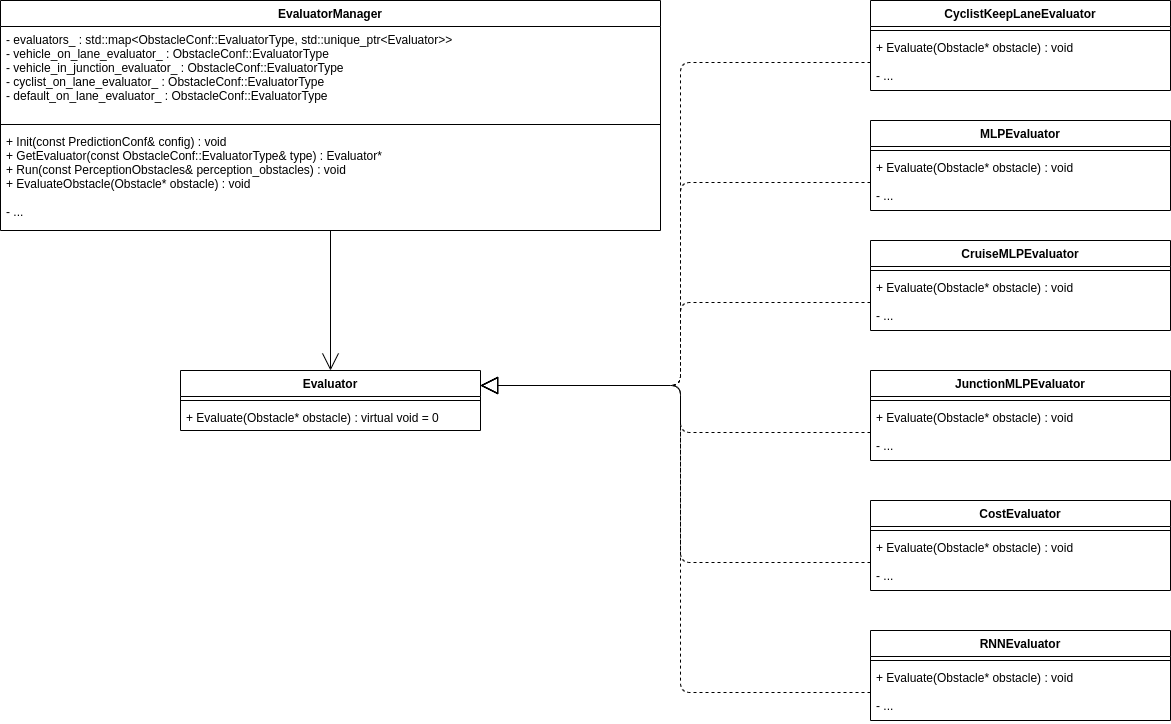 EvaluatorManager
- evaluators_ : std::map<ObstacleConf::EvaluatorType, std::unique_ptr<Evaluator>>
- vehicle_on_lane_evaluator_ : ObstacleConf::EvaluatorType
- vehicle_in_junction_evaluator_ : ObstacleConf::EvaluatorType
- cyclist_on_lane_evaluator_ : ObstacleConf::EvaluatorType
- default_on_lane_evaluator_ : ObstacleConf::EvaluatorType
+ Init(const PredictionConf& config) : void
+ GetEvaluator(const ObstacleConf::EvaluatorType& type) : Evaluator*
+ Run(const PerceptionObstacles& perception_obstacles) : void
+ EvaluateObstacle(Obstacle* obstacle) : void
- ...
Evaluator
+ Evaluate(Obstacle* obstacle) : virtual void = 0
CyclistKeepLaneEvaluator
+ Evaluate(Obstacle* obstacle) : void
- ...
MLPEvaluator
+ Evaluate(Obstacle* obstacle) : void
- ...
CruiseMLPEvaluator
+ Evaluate(Obstacle* obstacle) : void
- ...
JunctionMLPEvaluator
+ Evaluate(Obstacle* obstacle) : void
- ...
CostEvaluator
+ Evaluate(Obstacle* obstacle) : void
- ...
RNNEvaluator
+ Evaluate(Obstacle* obstacle) : void
- ...